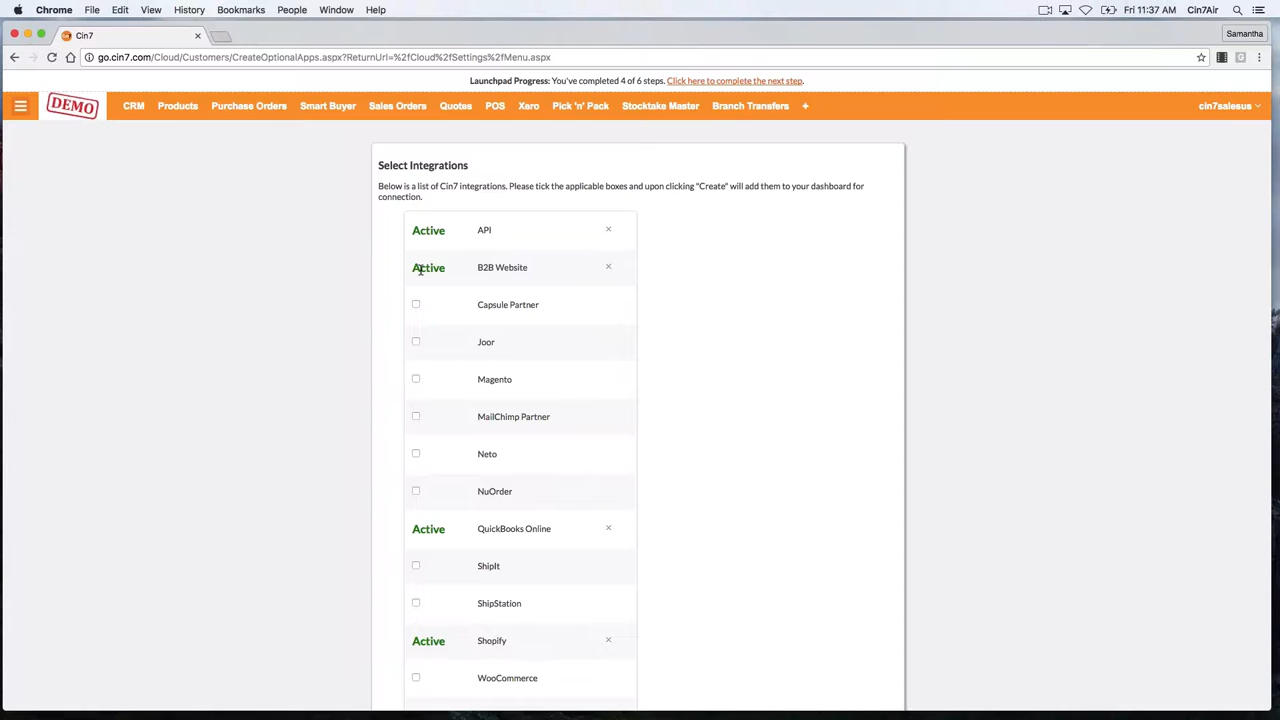 Chrome File Edit View History Bookmarks People Window Help Fri 11:37 AM Cin7Air
Cin7 Samantha
go.cin7.com/Cloud/Customers/CreateOptionalApps.aspx?ReturnUrl=%2fCloud%2fSettings%2fMenu.aspx
Launchpad Progress: You've completed 4 of 6 steps. Click here to complete the next step.
DEMO CRM Products Purchase Orders Smart Buyer Sales Orders Quotes POS Xero Pick 'n' Pack Stocktake Master Branch Transfers + cin7salesus
Select Integrations
Below is a list of Cin7 integrations. Please tick the applicable boxes and upon clicking "Create" will add them to your dashboard for
connection.
Active API ×
Active B2B Website ×
Capsule Partner
Joor
Magento
MailChimp Partner
Neto
NuOrder
Active QuickBooks Online ×
ShipIt
ShipStation
Active Shopify ×
WooCommerce